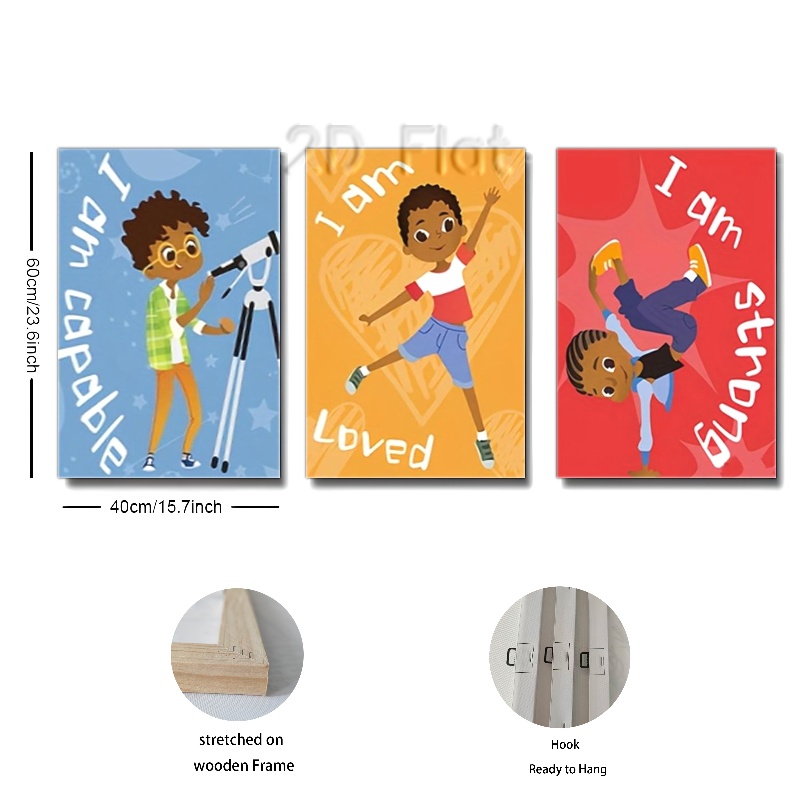 2D Flat
60cm/23.6inch
I am capable
I am
Loved
I am
strong
40cm/15.7inch
stretched on
wooden Frame
Hook
Ready to Hang